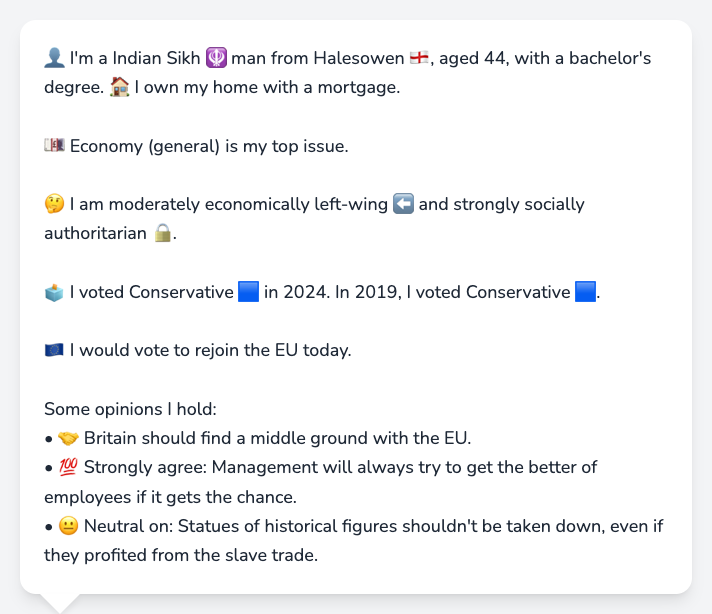 👤 I'm a Indian Sikh 🪯 man from Halesowen 🏴󠁧󠁢󠁥󠁮󠁧󠁿, aged 44, with a bachelor's
degree. 🏠 I own my home with a mortgage.
💷 Economy (general) is my top issue.
🤔 I am moderately economically left-wing ⬅️ and strongly socially
authoritarian 🔒.
🗳️ I voted Conservative 🟦 in 2024. In 2019, I voted Conservative 🟦.
🇪🇺 I would vote to rejoin the EU today.
Some opinions I hold:
• 🤝 Britain should find a middle ground with the EU.
• 💯 Strongly agree: Management will always try to get the better of
employees if it gets the chance.
• 😐 Neutral on: Statues of historical figures shouldn't be taken down, even if
they profited from the slave trade.